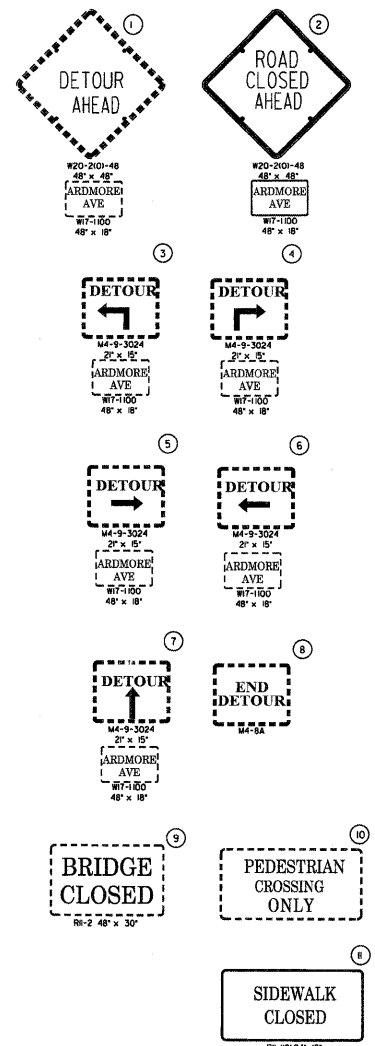 1
DETOUR
AHEAD
W20-2(O)-48
48" x 48"
ARDMORE
AVE
W17-1100
48" x 18"
2
ROAD
CLOSED
AHEAD
W20-2(O)-48
48" x 48"
ARDMORE
AVE
W17-1100
48" x 18"
3
DETOUR
M4-9-3024
21" x 15"
ARDMORE
AVE
W17-1100
48" x 18"
4
DETOUR
M4-9-3024
21" x 15"
ARDMORE
AVE
W17-1100
48" x 18"
5
DETOUR
M4-9-3024
21" x 15"
ARDMORE
AVE
W17-1100
48" x 18"
6
DETOUR
M4-9-3024
21" x 15"
ARDMORE
AVE
W17-1100
48" x 18"
7
DETOUR
M4-9-3024
21" x 15"
ARDMORE
AVE
W17-1100
48" x 18"
8
END
DETOUR
M4-8A
9
BRIDGE
CLOSED
R11-2 48" x 30"
10
PEDESTRIAN
CROSSING
ONLY
11
SIDEWALK
CLOSED